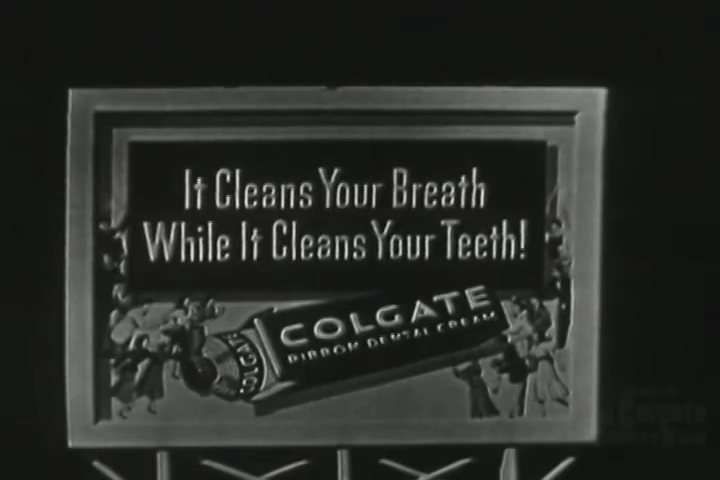 It Cleans Your Breath
While It Cleans Your Teeth!
COLGATE
RIBBON DENTAL CREAM
COLGATE